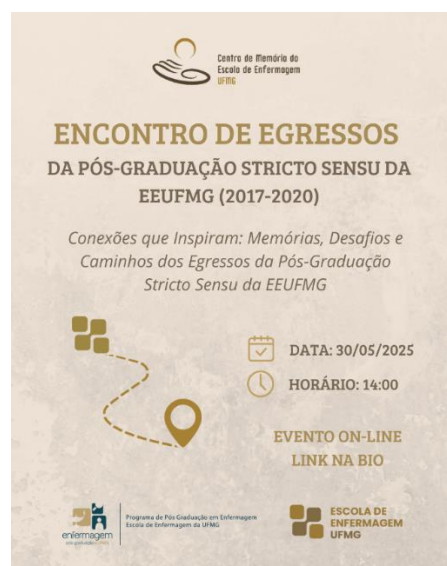 Centro de Memória da
Escola de Enfermagem
UFMG
ENCONTRO DE EGRESSOS
DA PÓS-GRADUAÇÃO STRICTO SENSU DA
EEUFMG (2017-2020)
Conexões que Inspiram: Memórias, Desafios e
Caminhos dos Egressos da Pós-Graduação
Stricto Sensu da EEUFMG
DATA: 30/05/2025
HORÁRIO: 14:00
EVENTO ON-LINE
LINK NA BIO
enfermagem
Programa de Pós Graduação em Enfermagem
Escola de Enfermagem da UFMG
ESCOLA DE
ENFERMAGEM
UFMG